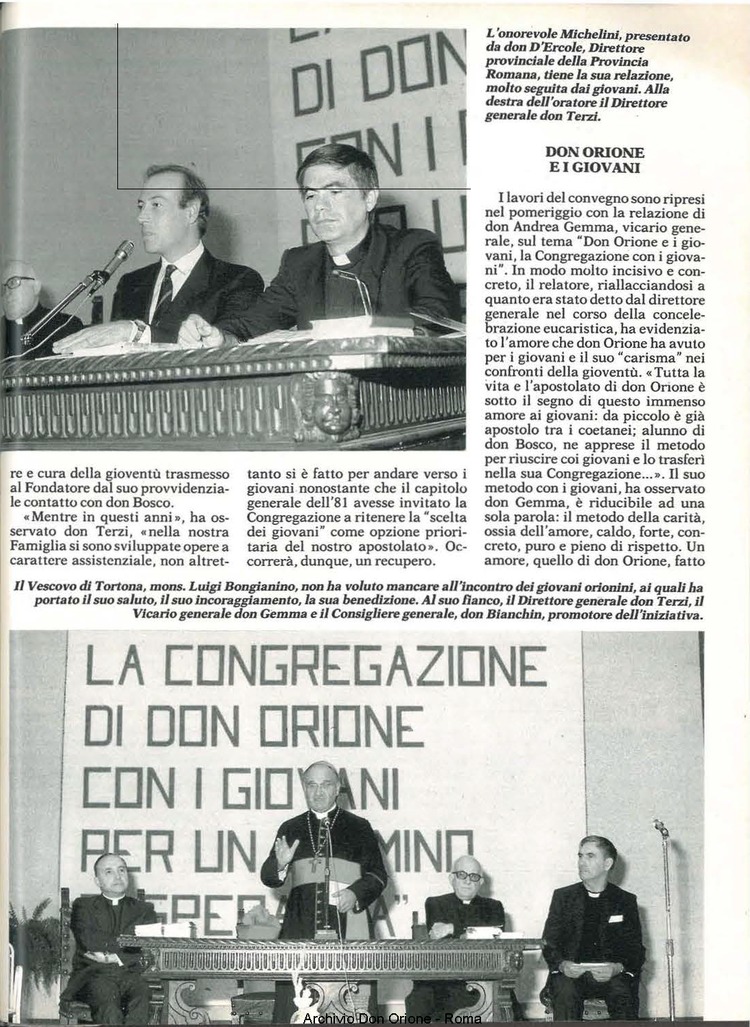 L'onorevole Michelini, presentato
da don D'Ercole, Direttore
provinciale della Provincia
Romana, tiene la sua relazione,
molto seguita dai giovani. Alla
destra dell'oratore il Direttore
generale don Terzi.
DI DON
CON I
re e cura della gioventù trasmesso
al Fondatore dal suo provvidenzia-
le contatto con don Bosco.
«Mentre in questi anni», ha os-
servato don Terzi, «nella nostra
Famiglia si sono sviluppate opere a
carattere assistenziale, non altret-
tanto si è fatto per andare verso i
giovani nonostante che il capitolo
generale dell'81 avesse invitato la
Congregazione a ritenere la "scelta
dei giovani" come opzione priori-
taria del nostro apostolato». Oc-
correrà, dunque, un recupero.
DON ORIONE
E I GIOVANI
I lavori del convegno sono ripresi
nel pomeriggio con la relazione di
don Andrea Gemma, vicario gene-
rale, sul tema "Don Orione e i gio-
vani, la Congregazione con i giova-
ni". In modo molto incisivo e con-
creto, il relatore, riallacciandosi a
quanto era stato detto dal direttore
generale nel corso della concele-
brazione eucaristica, ha evidenzia-
to l'amore che don Orione ha avuto
per i giovani e il suo "carisma" nei
confronti della gioventù. «Tutta la
vita e l'apostolato di don Orione è
sotto il segno di questo immenso
amore ai giovani: da piccolo è già
apostolo tra i coetanei; alunno di
don Bosco, ne apprese il metodo
per riuscire coi giovani e lo trasferì
nella sua Congregazione...». Il suo
metodo con i giovani, ha osservato
don Gemma, è riducibile ad una
sola parola: il metodo della carità,
ossia dell'amore, caldo, forte, con-
creto, puro e pieno di rispetto. Un
amore, quello di don Orione, fatto
Il Vescovo di Tortona, mons. Luigi Bongianino, non ha voluto mancare all'incontro dei giovani orionini, ai quali ha
portato il suo saluto, il suo incoraggiamento, la sua benedizione. Al suo fianco, il Direttore generale don Terzi, il
Vicario generale don Gemma e il Consigliere generale, don Bianchin, promotore dell'iniziativa.
LA CONGREGAZIONE
DI DON ORIONE
CON I GIOVANI
PER UN MINO
Archivio Don Orione - Roma